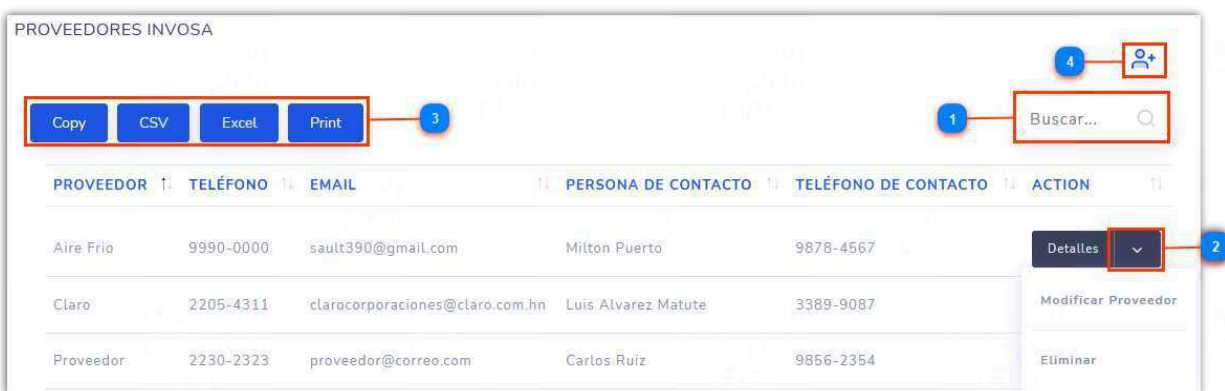 PROVEEDORES INVOSA
4
Copy CSV Excel Print 3 1 Buscar...
PROVEEDOR TELÉFONO EMAIL PERSONA DE CONTACTO TELÉFONO DE CONTACTO ACTION
Aire Frio 9990-0000 sault390@gmail.com Milton Puerto 9878-4567 Detalles 2
Claro 2205-4311 clarocorporaciones@claro.com.hn Luis Alvarez Matute 3389-9087 Modificar Proveedor
Proveedor 2230-2323 proveedor@correo.com Carlos Ruiz 9856-2354 Eliminar